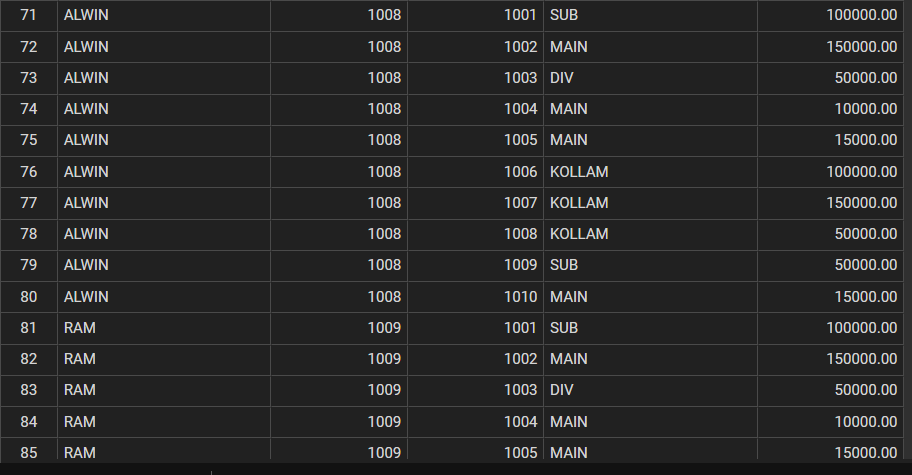 71 ALWIN 1008 1001 SUB 100000.00
72 ALWIN 1008 1002 MAIN 150000.00
73 ALWIN 1008 1003 DIV 50000.00
74 ALWIN 1008 1004 MAIN 10000.00
75 ALWIN 1008 1005 MAIN 15000.00
76 ALWIN 1008 1006 KOLLAM 100000.00
77 ALWIN 1008 1007 KOLLAM 150000.00
78 ALWIN 1008 1008 KOLLAM 50000.00
79 ALWIN 1008 1009 SUB 50000.00
80 ALWIN 1008 1010 MAIN 15000.00
81 RAM 1009 1001 SUB 100000.00
82 RAM 1009 1002 MAIN 150000.00
83 RAM 1009 1003 DIV 50000.00
84 RAM 1009 1004 MAIN 10000.00
85 RAM 1009 1005 MAIN 15000.00